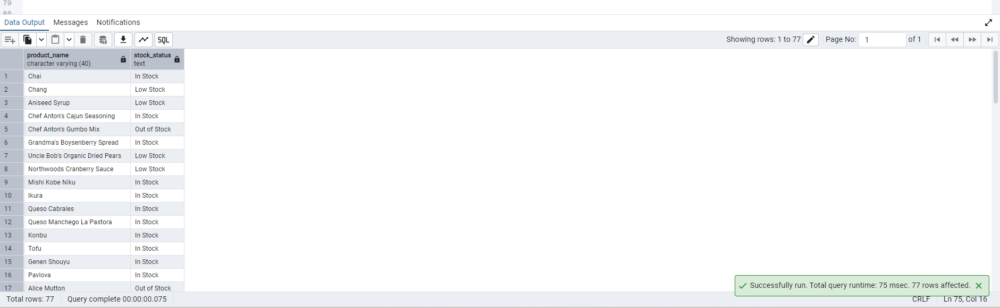 79
80
Data Output Messages Notifications
SQL Showing rows: 1 to 77 Page No: 1 of 1
product_name stock_status
character varying (40) text
1 Chai In Stock
2 Chang Low Stock
3 Aniseed Syrup Low Stock
4 Chef Anton's Cajun Seasoning In Stock
5 Chef Anton's Gumbo Mix Out of Stock
6 Grandma's Boysenberry Spread In Stock
7 Uncle Bob's Organic Dried Pears Low Stock
8 Northwoods Cranberry Sauce Low Stock
9 Mishi Kobe Niku In Stock
10 Ikura In Stock
11 Queso Cabrales In Stock
12 Queso Manchego La Pastora In Stock
13 Konbu In Stock
14 Tofu In Stock
15 Genen Shouyu In Stock
16 Pavlova In Stock
17 Alice Mutton Out of Stock
Successfully run. Total query runtime: 75 msec. 77 rows affected.
Total rows: 77 Query complete 00:00:00.075 CRLF Ln 75, Col 16